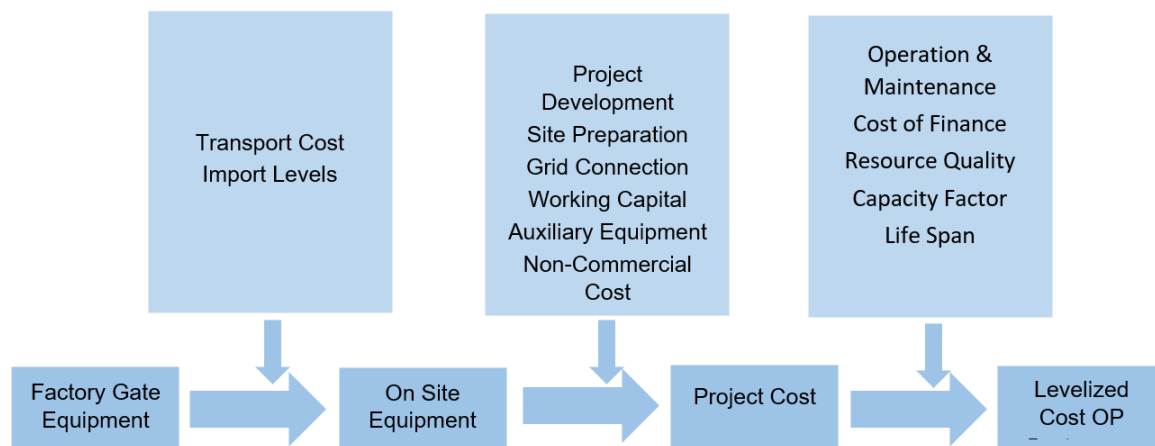 Transport Cost
Import Levels
Project
Development
Site Preparation
Grid Connection
Working Capital
Auxiliary Equipment
Non-Commercial
Cost
Operation &
Maintenance
Cost of Finance
Resource Quality
Capacity Factor
Life Span
Factory Gate
Equipment
On Site
Equipment
Project Cost
Levelized
Cost OP